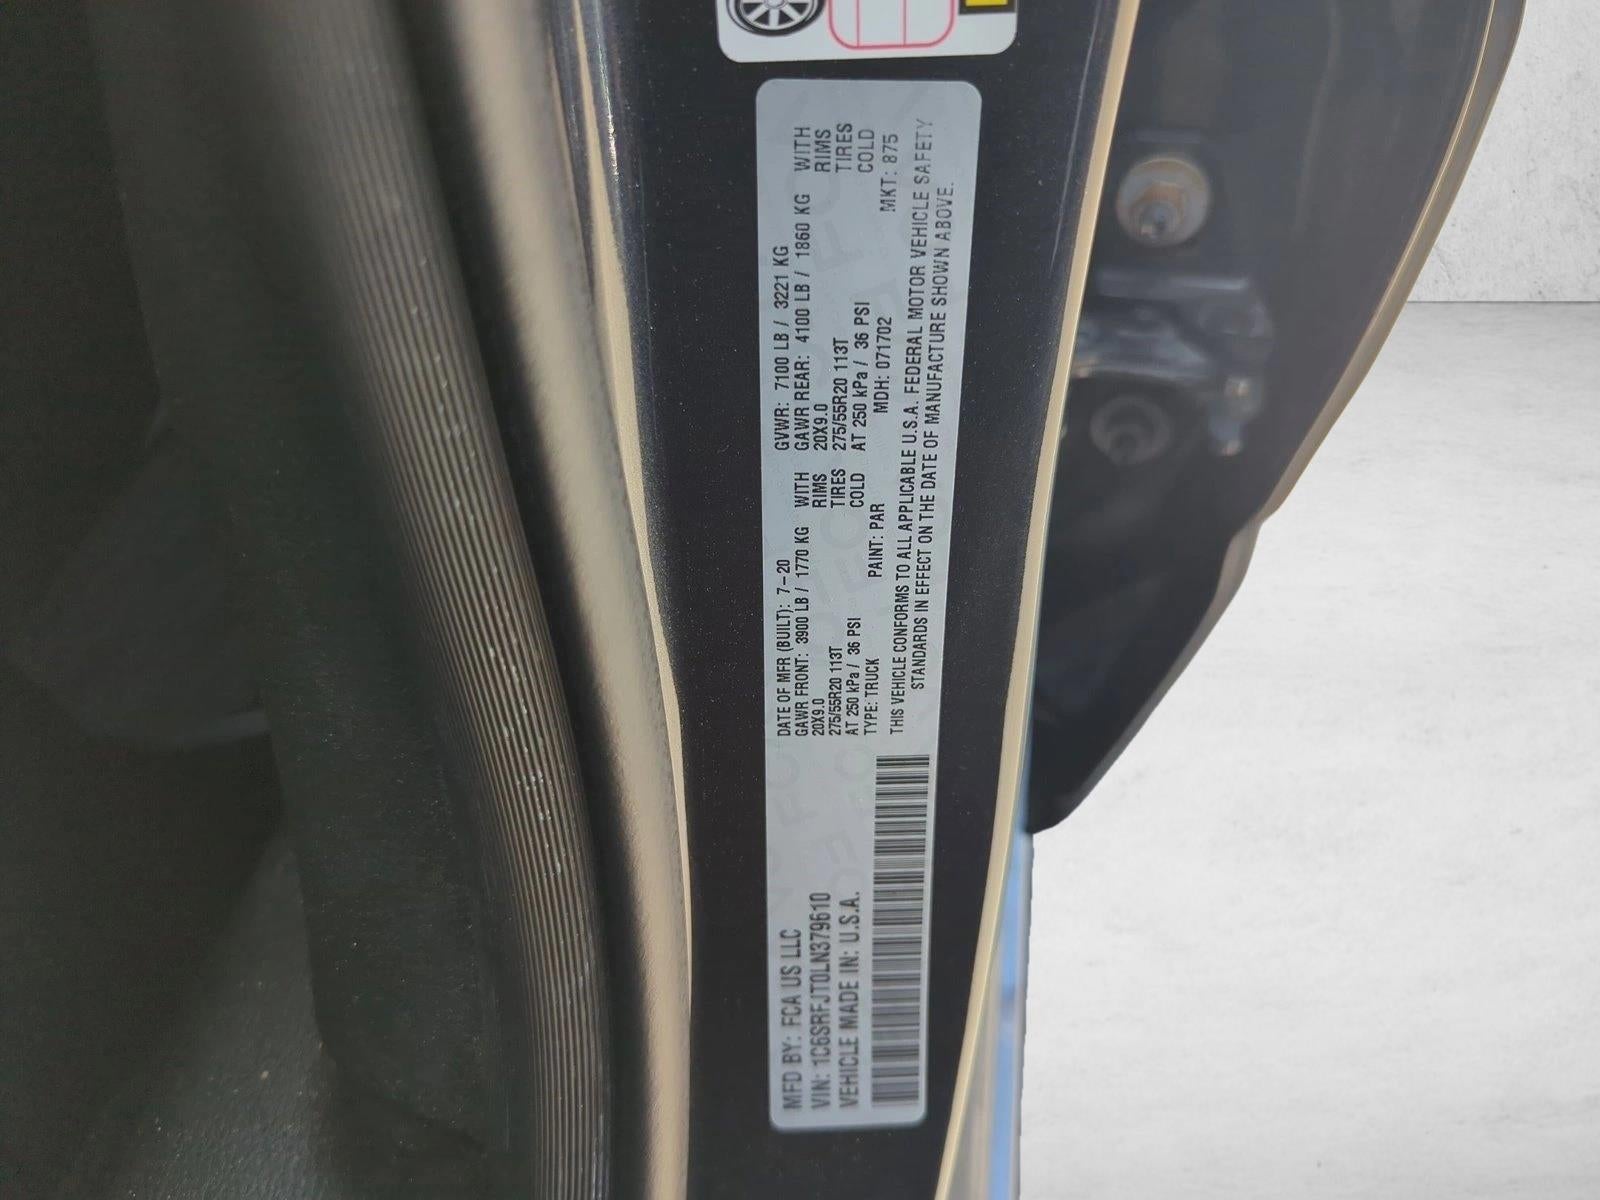 MFD BY: FCA US LLC
VIN: 1C6SRFJT0LN379610
VEHICLE MADE IN: U.S.A.
DATE OF MFR (BUILT): 7-20 GVWR: 7100 LB / 3221 KG
GAWR FRONT: 3900 LB / 1770 KG WITH GAWR REAR: 4100 LB / 1860 KG WITH
20X9.0 RIMS 20X9.0 RIMS
275/55R20 113T TIRES 275/55R20 113T TIRES
AT 250 kPa / 36 PSI COLD AT 250 kPa / 36 PSI COLD
TYPE: TRUCK PAINT: PAR MDH: 071702 MKT: 875
THIS VEHICLE CONFORMS TO ALL APPLICABLE U.S.A. FEDERAL MOTOR VEHICLE SAFETY
STANDARDS IN EFFECT ON THE DATE OF MANUFACTURE SHOWN ABOVE.